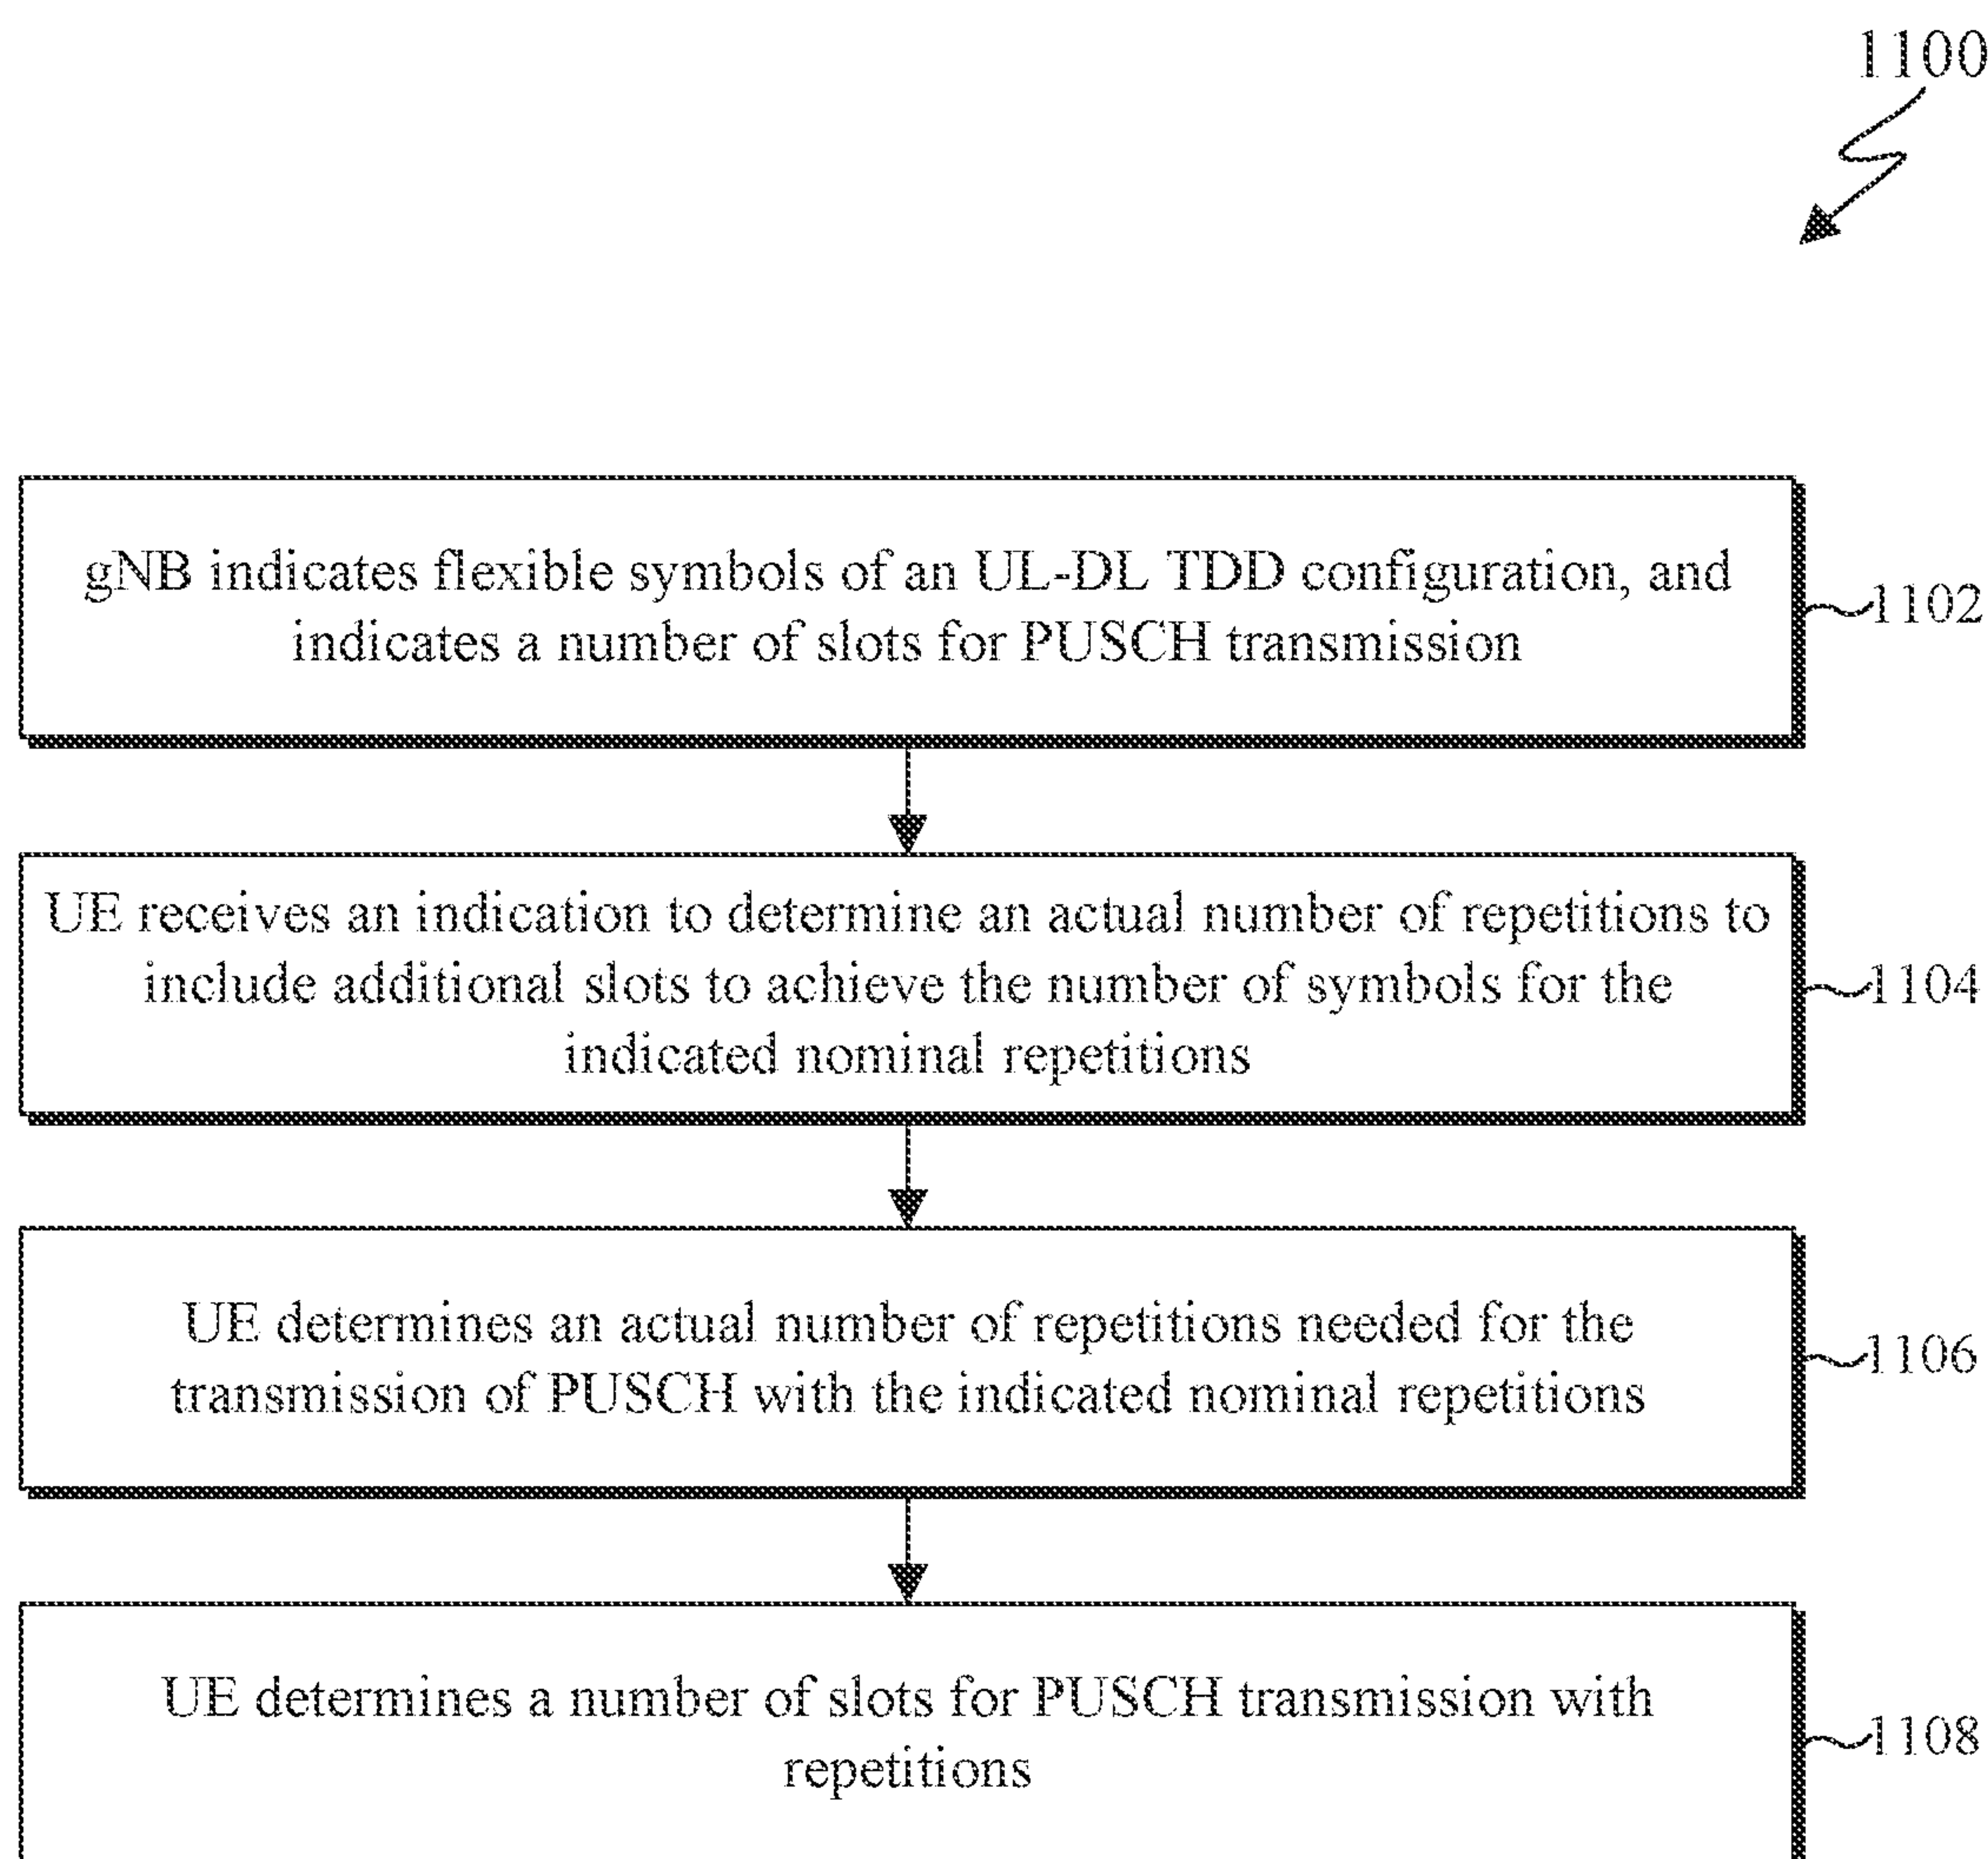 1100
gNB indicates flexible symbols of an UL-DL TDD configuration, and
indicates a number of slots for PUSCH transmission
1102
UE receives an indication to determine an actual number of repetitions to
include additional slots to achieve the number of symbols for the
indicated nominal repetitions
1104
UE determines an actual number of repetitions needed for the
transmission of PUSCH with the indicated nominal repetitions
1106
UE determines a number of slots for PUSCH transmission with
repetitions
1108